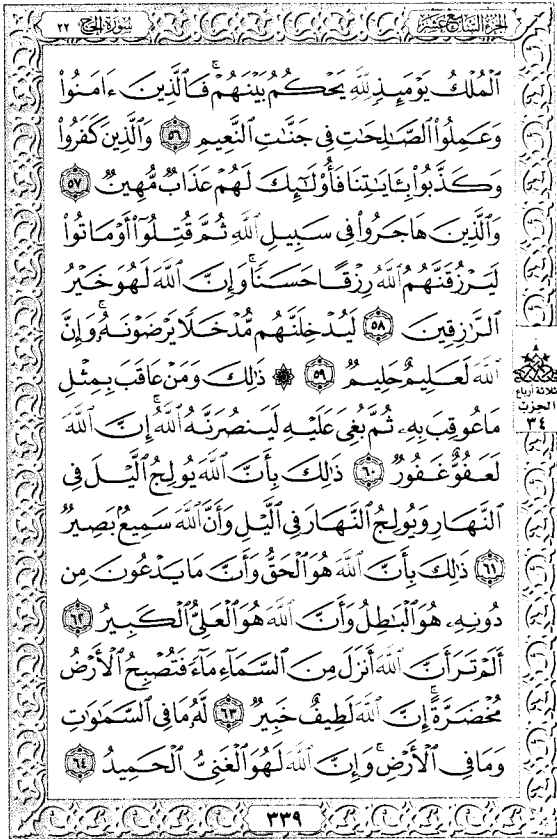 الجزء السابع عشر
سورة الحج ٢٢
ٱلْمُلْكُ يَوْمَئِذٍ لِّلَّهِ يَحْكُمُ بَيْنَهُمْ ۚ فَٱلَّذِينَ ءَامَنُوا۟
وَعَمِلُوا۟ ٱلصَّـٰلِحَـٰتِ فِى جَنَّـٰتِ ٱلنَّعِيمِ ٥٦ وَٱلَّذِينَ كَفَرُوا۟
وَكَذَّبُوا۟ بِـَٔايَـٰتِنَا فَأُو۟لَـٰٓئِكَ لَهُمْ عَذَابٌ مُّهِينٌ ٥٧
وَٱلَّذِينَ هَاجَرُوا۟ فِى سَبِيلِ ٱللَّهِ ثُمَّ قُتِلُوٓا۟ أَوْ مَاتُوا۟
لَيَرْزُقَنَّهُمُ ٱللَّهُ رِزْقًا حَسَنًا ۚ وَإِنَّ ٱللَّهَ لَهُوَ خَيْرُ
ٱلرَّٰزِقِينَ ٥٨ لَيُدْخِلَنَّهُم مُّدْخَلًا يَرْضَوْنَهُۥ ۗ وَإِنَّ
ٱللَّهَ لَعَلِيمٌ حَلِيمٌ ٥٩ ۞ ذَٰلِكَ وَمَنْ عَاقَبَ بِمِثْلِ
مَا عُوقِبَ بِهِۦ ثُمَّ بُغِىَ عَلَيْهِ لَيَنصُرَنَّهُ ٱللَّهُ ۗ إِنَّ ٱللَّهَ
لَعَفُوٌّ غَفُورٌ ٦٠ ذَٰلِكَ بِأَنَّ ٱللَّهَ يُولِجُ ٱلَّيْلَ فِى
ٱلنَّهَارِ وَيُولِجُ ٱلنَّهَارَ فِى ٱلَّيْلِ وَأَنَّ ٱللَّهَ سَمِيعٌۢ بَصِيرٌ
٦١ ذَٰلِكَ بِأَنَّ ٱللَّهَ هُوَ ٱلْحَقُّ وَأَنَّ مَا يَدْعُونَ مِن
دُونِهِۦ هُوَ ٱلْبَـٰطِلُ وَأَنَّ ٱللَّهَ هُوَ ٱلْعَلِىُّ ٱلْكَبِيرُ ٦٢
أَلَمْ تَرَ أَنَّ ٱللَّهَ أَنزَلَ مِنَ ٱلسَّمَآءِ مَآءً فَتُصْبِحُ ٱلْأَرْضُ
مُخْضَرَّةً ۗ إِنَّ ٱللَّهَ لَطِيفٌ خَبِيرٌ ٦٣ لَّهُۥ مَا فِى ٱلسَّمَـٰوَٰتِ
وَمَا فِى ٱلْأَرْضِ ۗ وَإِنَّ ٱللَّهَ لَهُوَ ٱلْغَنِىُّ ٱلْحَمِيدُ ٦٤
ثلاثة أرباع
الحزب
٣٤
٣٣٩